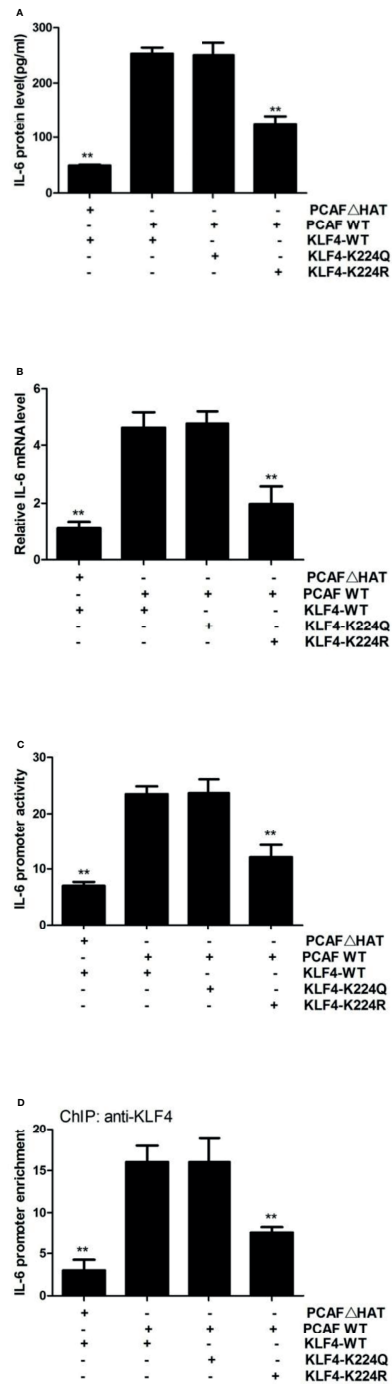 A
IL-6 protein level(pg/ml)
300
200
100
0
**
**
+ - - - PCAF△HAT
- + + + PCAF WT
+ + - - KLF4-WT
- - + - KLF4-K224Q
- - - + KLF4-K224R
B
Relative IL-6 mRNA level
6
4
2
0
**
**
+ - - - PCAF△HAT
- + + + PCAF WT
+ + - - KLF4-WT
- - + - KLF4-K224Q
- - - + KLF4-K224R
C
IL-6 promoter activity
30
20
10
0
**
**
+ - - - PCAF△HAT
- + + + PCAF WT
+ + - - KLF4-WT
- - + - KLF4-K224Q
- - - + KLF4-K224R
D
ChIP: anti-KLF4
IL-6 promoter enrichment
20
15
10
5
0
**
**
+ - - - PCAF△HAT
- + + + PCAF WT
+ + - - KLF4-WT
- - + - KLF4-K224Q
- - - + KLF4-K224R